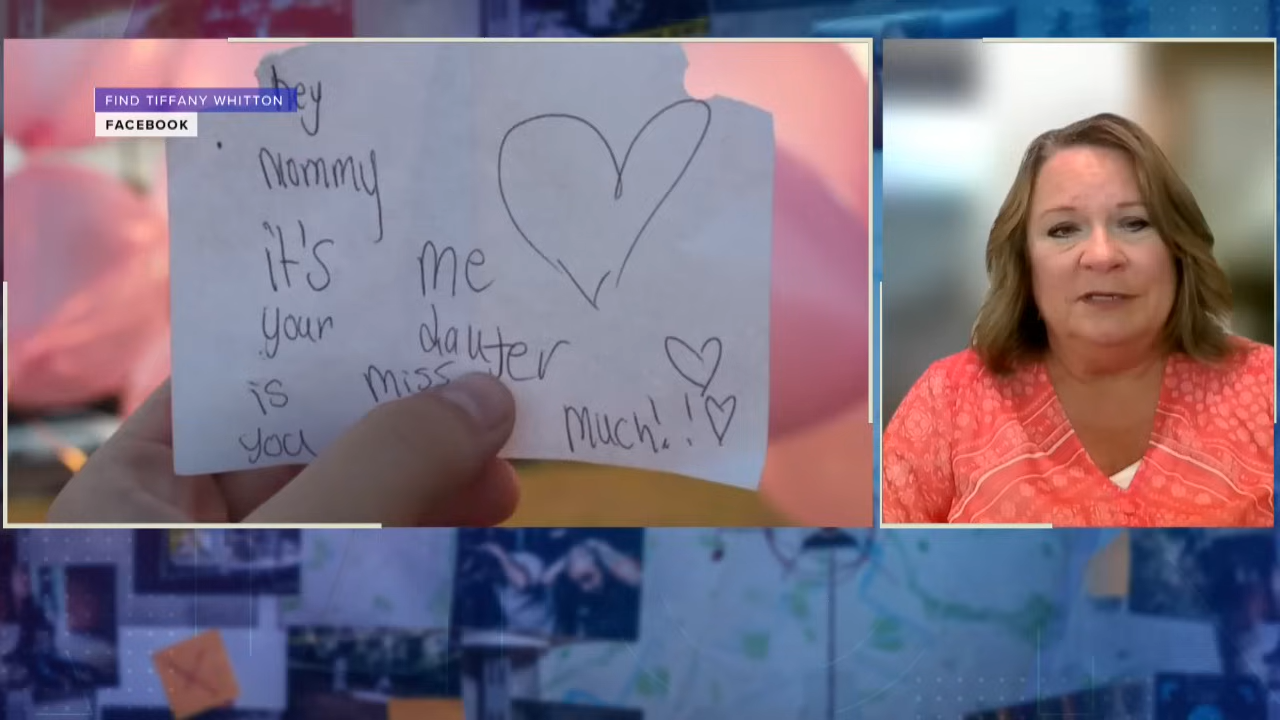 FIND TIFFANY WHITTON
FACEBOOK
hey
Mommy
it's me
your dauter
is miss
you much!!